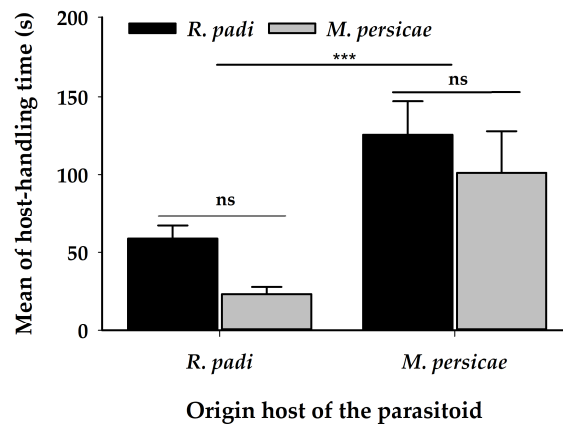 R. padi M. persicae
***
ns
ns
Mean of host-handling time (s)
200
150
100
50
0
R. padi M. persicae
Origin host of the parasitoid